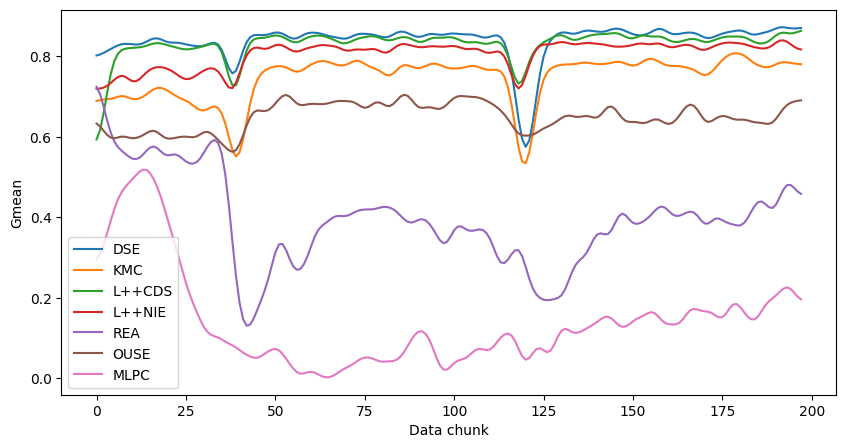 Gmean
0.8
0.6
0.4
0.2
0.0
DSE
KMC
L++CDS
L++NIE
REA
OUSE
MLPC
0 25 50 75 100 125 150 175 200
Data chunk